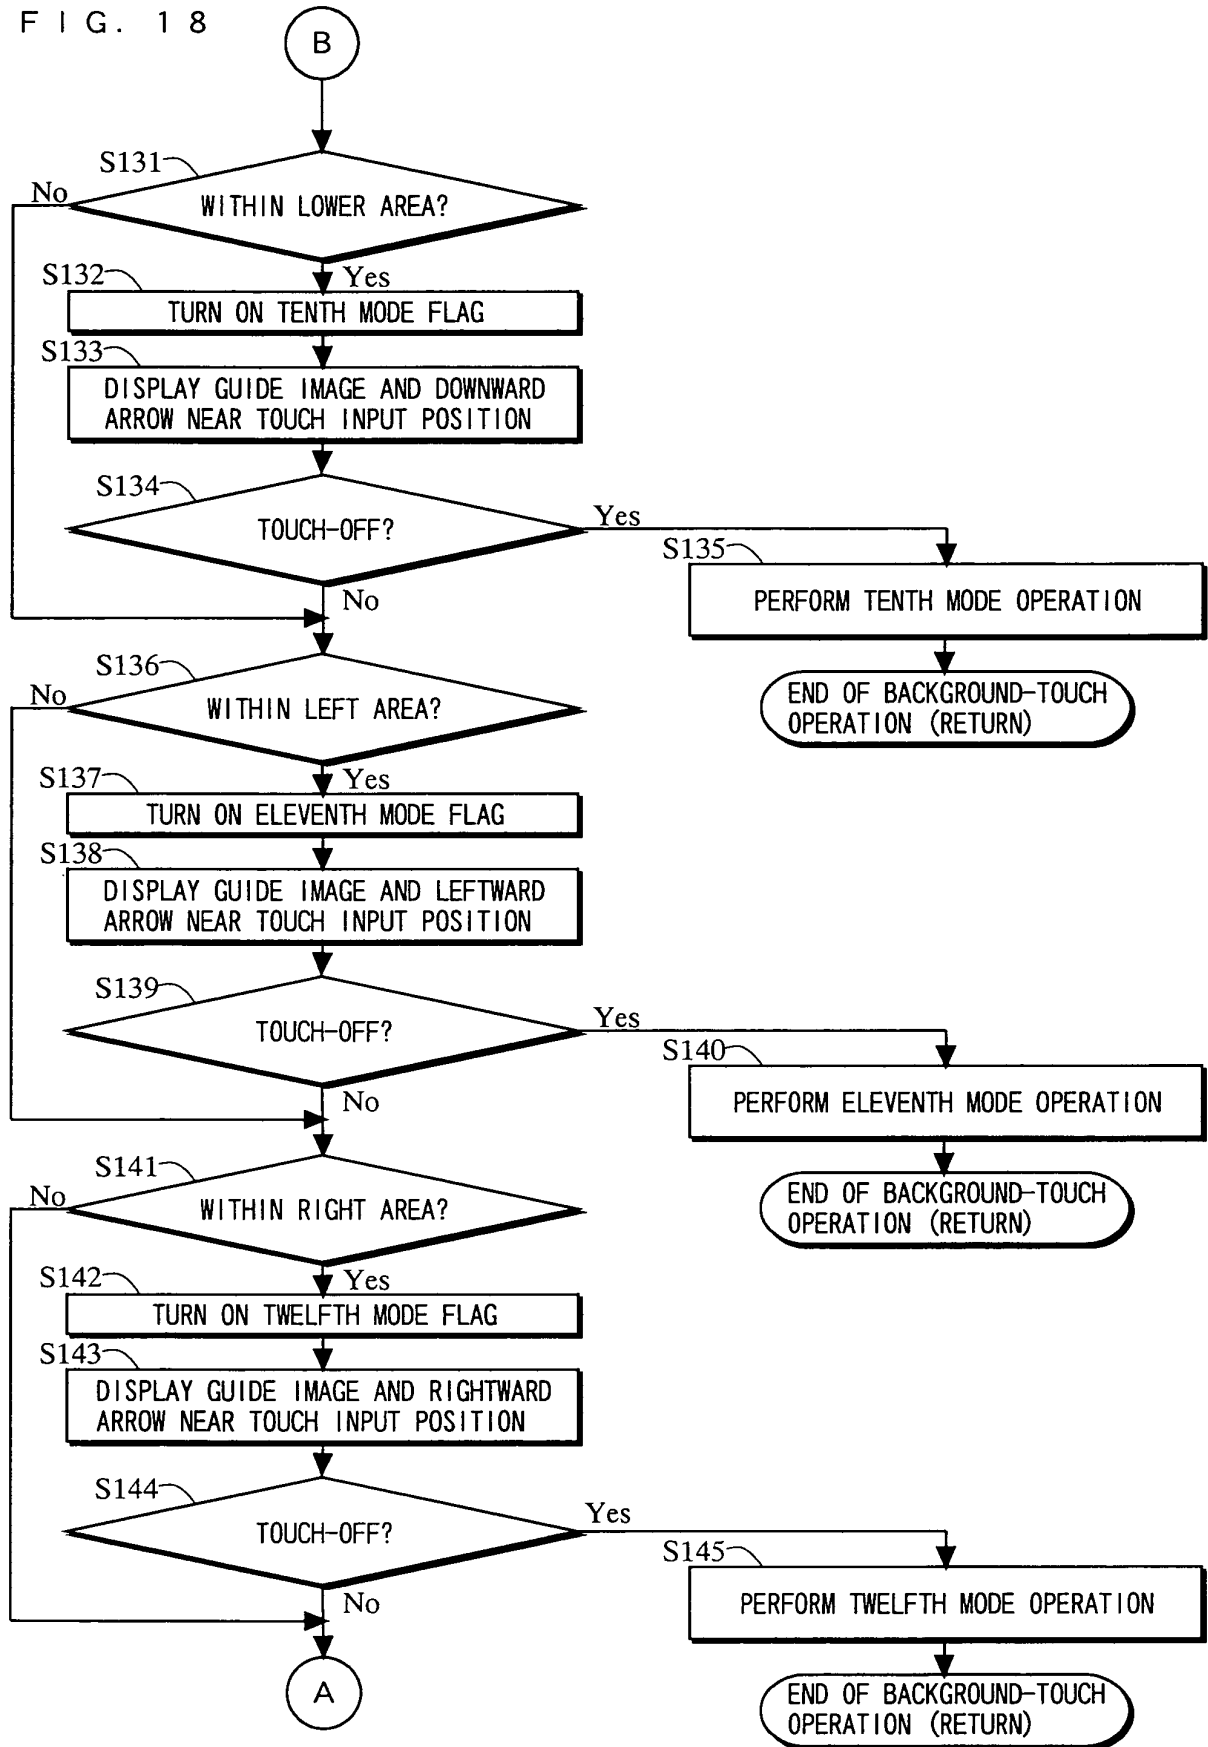 FIG. 18
B
S131
No
WITHIN LOWER AREA?
Yes
S132
TURN ON TENTH MODE FLAG
S133
DISPLAY GUIDE IMAGE AND DOWNWARD
ARROW NEAR TOUCH INPUT POSITION
S134
TOUCH-OFF?
Yes
No
S135
PERFORM TENTH MODE OPERATION
END OF BACKGROUND-TOUCH
OPERATION (RETURN)
S136
No
WITHIN LEFT AREA?
Yes
S137
TURN ON ELEVENTH MODE FLAG
S138
DISPLAY GUIDE IMAGE AND LEFTWARD
ARROW NEAR TOUCH INPUT POSITION
S139
TOUCH-OFF?
Yes
No
S140
PERFORM ELEVENTH MODE OPERATION
END OF BACKGROUND-TOUCH
OPERATION (RETURN)
S141
No
WITHIN RIGHT AREA?
Yes
S142
TURN ON TWELFTH MODE FLAG
S143
DISPLAY GUIDE IMAGE AND RIGHTWARD
ARROW NEAR TOUCH INPUT POSITION
S144
TOUCH-OFF?
Yes
No
S145
PERFORM TWELFTH MODE OPERATION
END OF BACKGROUND-TOUCH
OPERATION (RETURN)
A